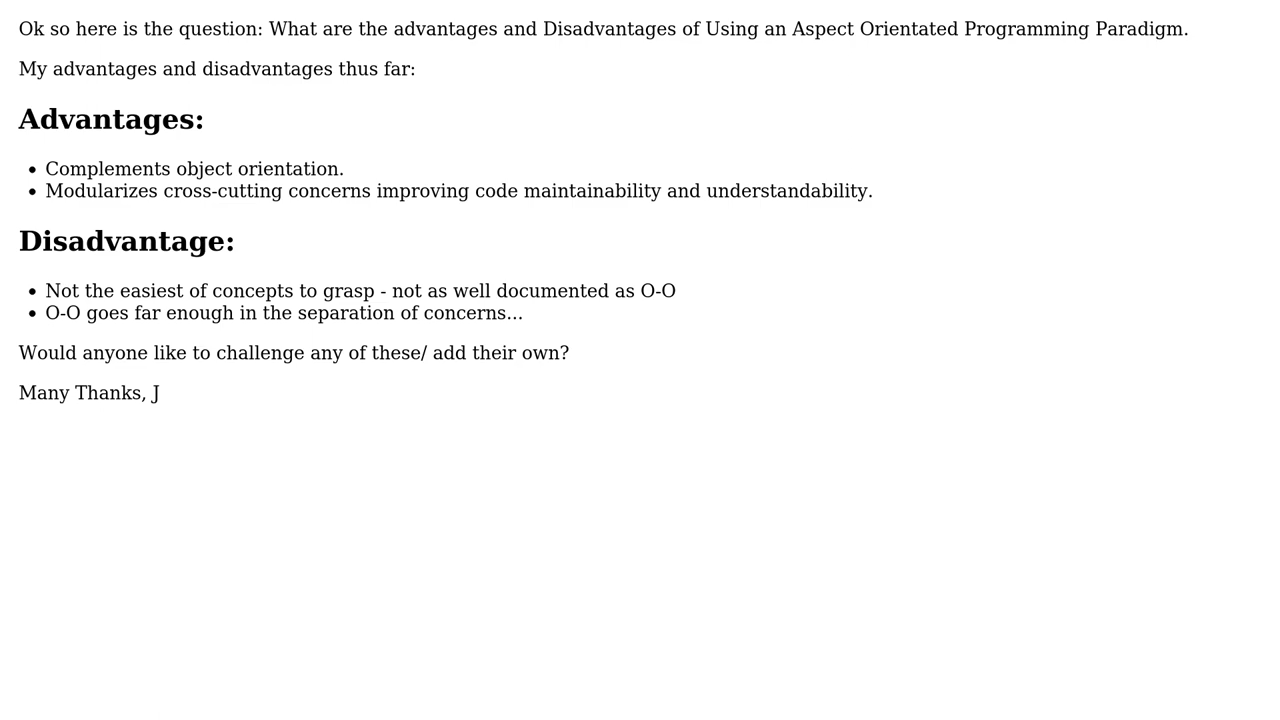 Ok so here is the question: What are the advantages and Disadvantages of Using an Aspect Orientated Programming Paradigm.
My advantages and disadvantages thus far:
Advantages:
• Complements object orientation.
• Modularizes cross-cutting concerns improving code maintainability and understandability.
Disadvantage:
• Not the easiest of concepts to grasp - not as well documented as O-O
• O-O goes far enough in the separation of concerns...
Would anyone like to challenge any of these/ add their own?
Many Thanks, J